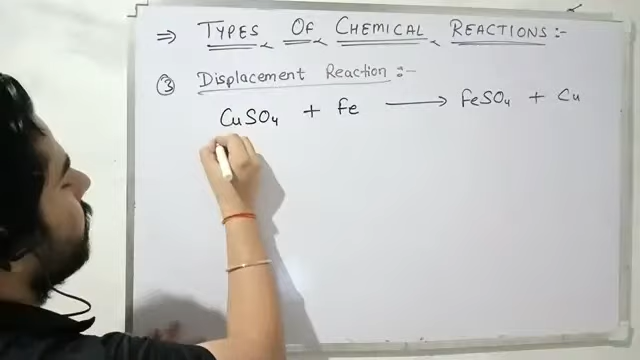 ⇒ TYPES OF CHEMICAL REACTIONS :-
③ Displacement Reaction :-
CuSO₄ + Fe ⟶ FeSO₄ + Cu